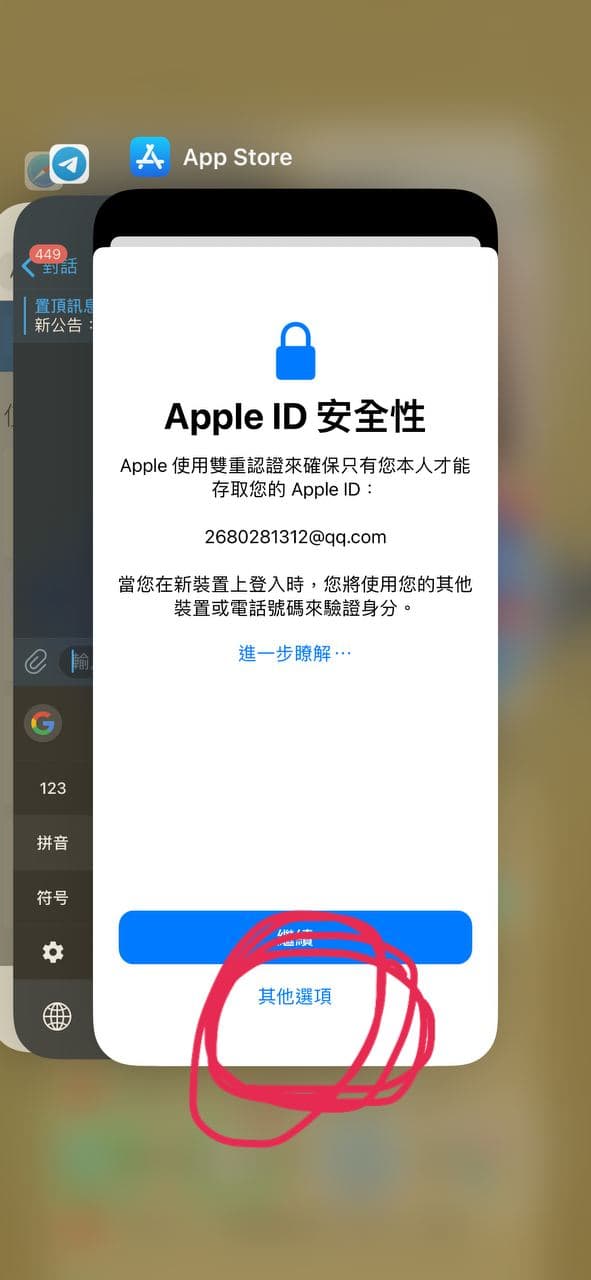 App Store
449
對話
置頂訊息
新公告：
Apple ID 安全性
Apple 使用雙重認證來確保只有您本人才能
存取您的 Apple ID：
2680281312@qq.com
當您在新裝置上登入時，您將使用您的其他
裝置或電話號碼來驗證身分。
進一步瞭解…
輸
123
拼音
符号
繼續
其他選項